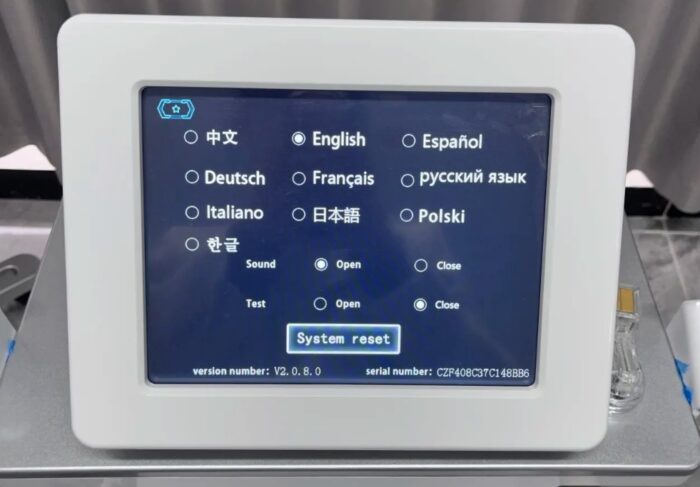 中文 English Español
Deutsch Français русский язык
Italiano 日本語 Polski
한글
Sound Open Close
Test Open Close
System reset
version number: V2.0.8.0 serial number: CZF408C37C148BB6